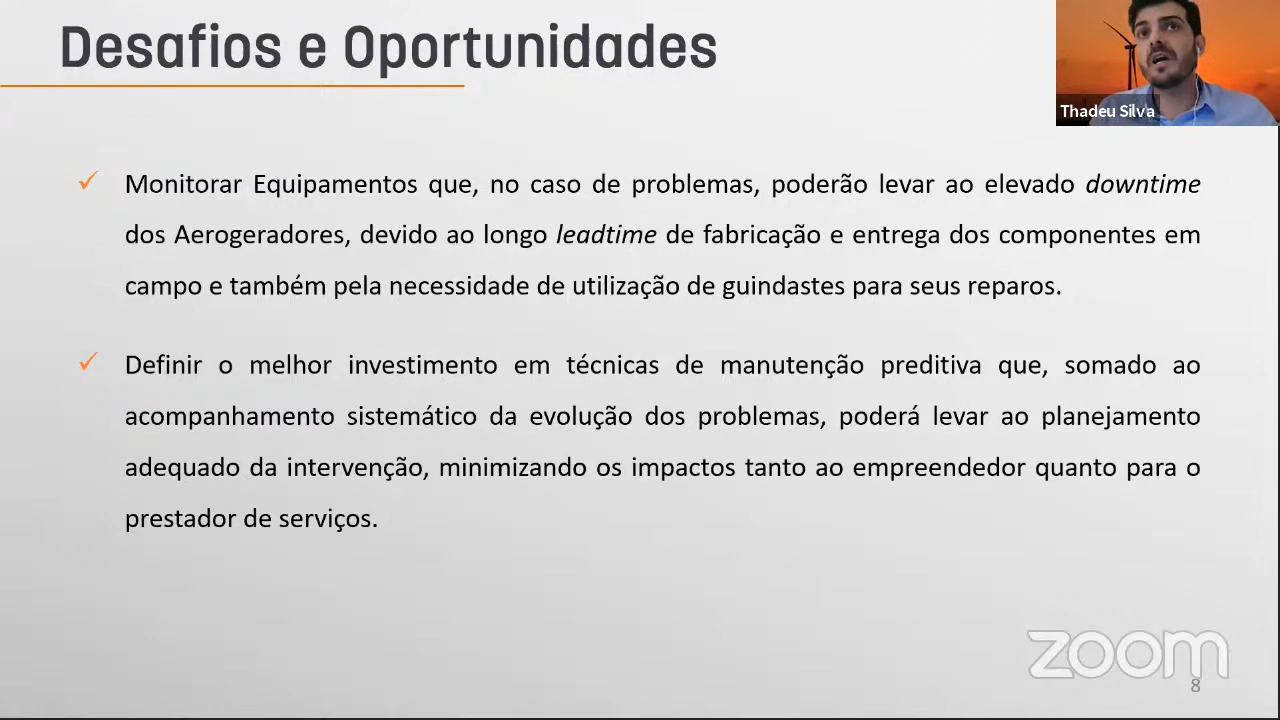 Desafios e Oportunidades
Thadeu Silva
✓ Monitorar Equipamentos que, no caso de problemas, poderão levar ao elevado downtime
dos Aerogeradores, devido ao longo leadtime de fabricação e entrega dos componentes em
campo e também pela necessidade de utilização de guindastes para seus reparos.
✓ Definir o melhor investimento em técnicas de manutenção preditiva que, somado ao
acompanhamento sistemático da evolução dos problemas, poderá levar ao planejamento
adequado da intervenção, minimizando os impactos tanto ao empreendedor quanto para o
prestador de serviços.
zoom
8